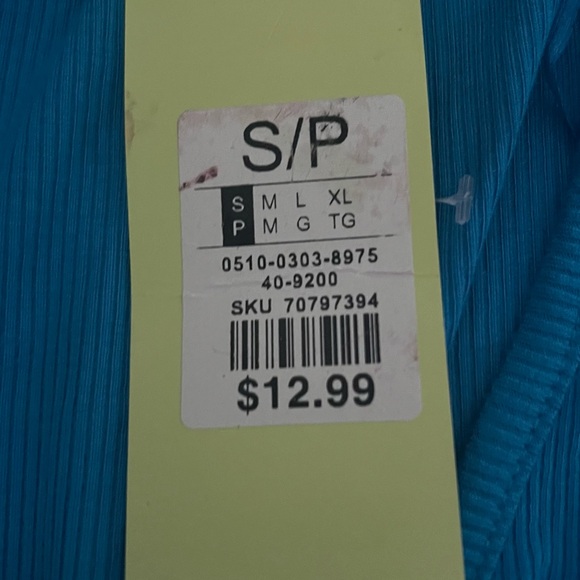 S/P
S M L XL
P M G TG
0510-0303-8975
40-9200
SKU 70797394
$12.99